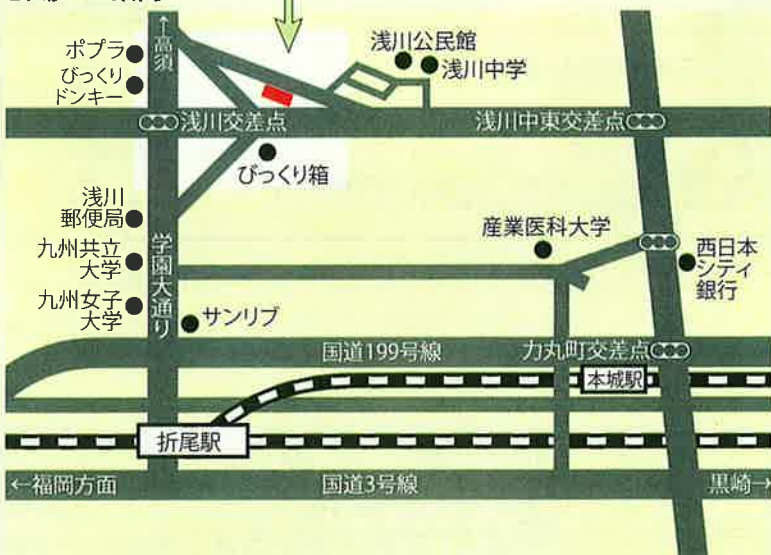 ↑高須
ポプラ
びっくり
ドンキー
浅川公民館
浅川中学
浅川交差点
浅川中東交差点
びっくり箱
浅川
郵便局
九州共立
大学
九州女子
大学
学園大通り
サンリブ
産業医科大学
西日本
シティ
銀行
国道199号線
力丸町交差点
本城駅
折尾駅
←福岡方面
国道3号線
黒崎→